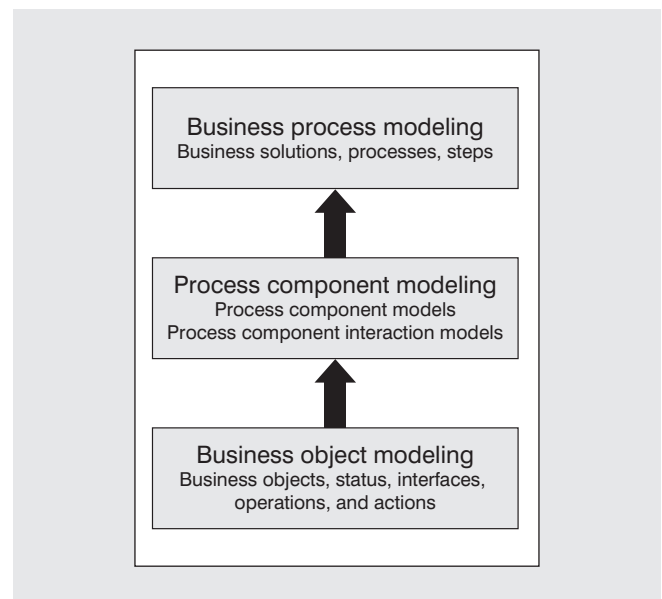 Business process modeling
Business solutions, processes, steps
Process component modeling
Process component models
Process component interaction models
Business object modeling
Business objects, status, interfaces,
operations, and actions